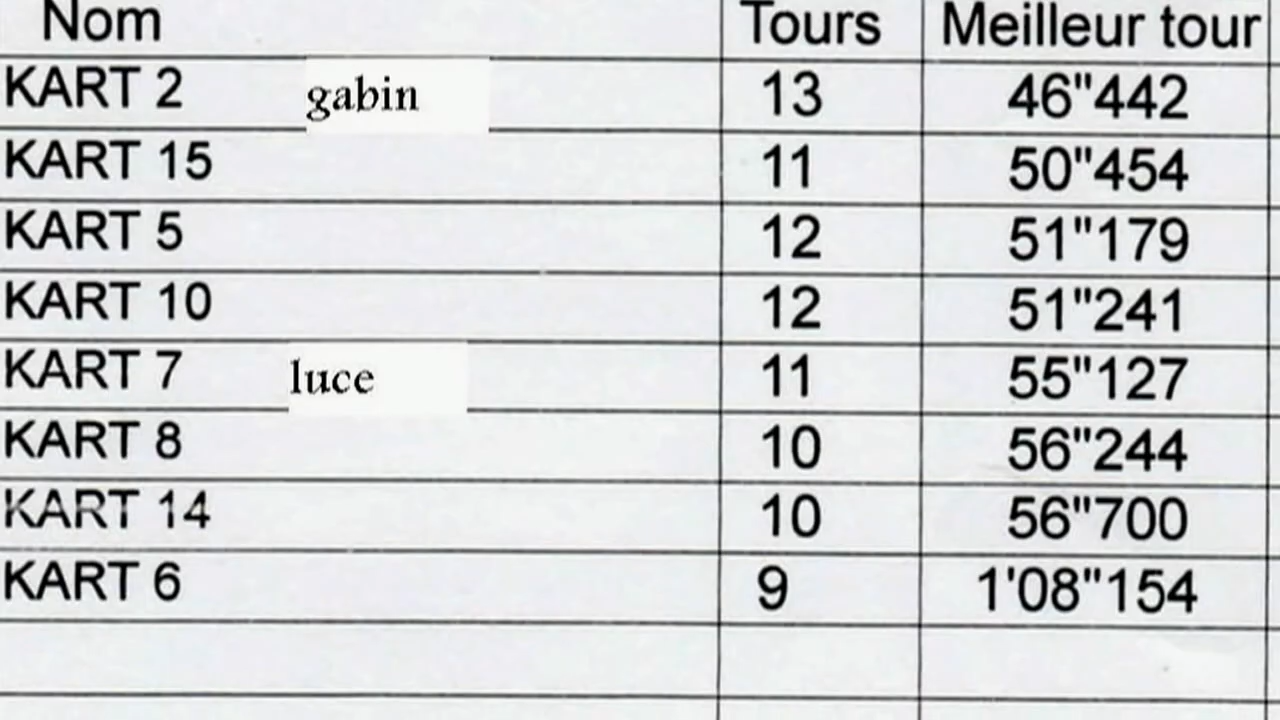 Nom Tours Meilleur tour
KART 2 gabin 13 46"442
KART 15 11 50"454
KART 5 12 51"179
KART 10 12 51"241
KART 7 luce 11 55"127
KART 8 10 56"244
KART 14 10 56"700
KART 6 9 1'08"154